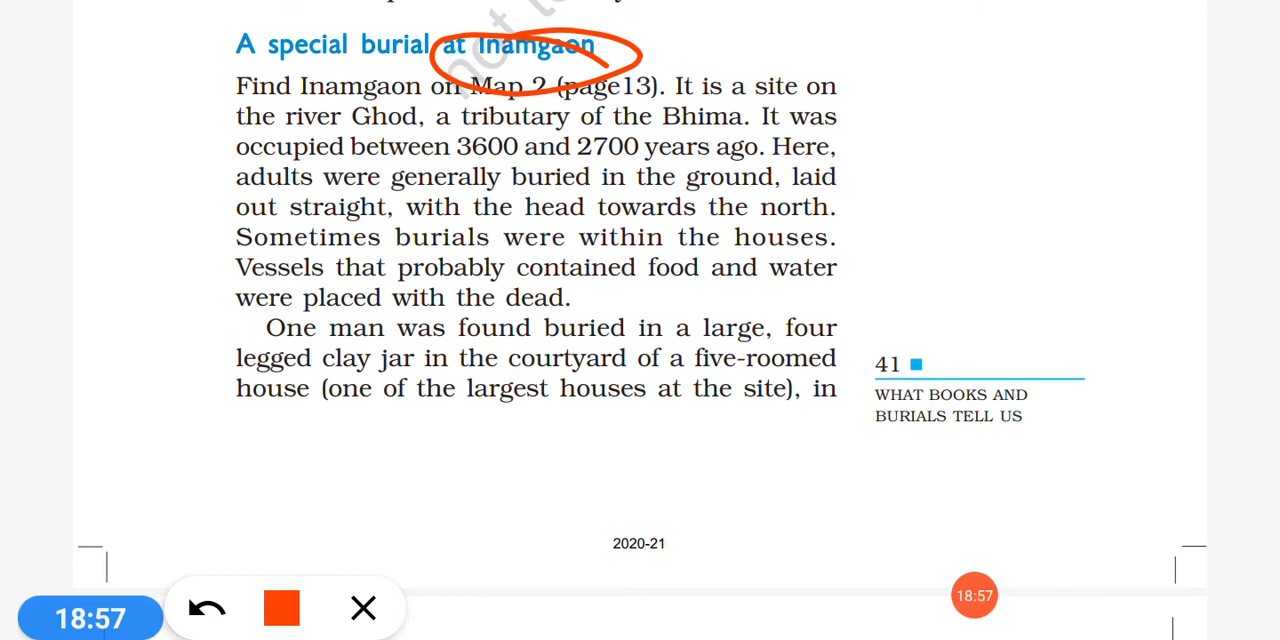 A special burial at Inamgaon
Find Inamgaon on Map 2 (page13). It is a site on
the river Ghod, a tributary of the Bhima. It was
occupied between 3600 and 2700 years ago. Here,
adults were generally buried in the ground, laid
out straight, with the head towards the north.
Sometimes burials were within the houses.
Vessels that probably contained food and water
were placed with the dead.
One man was found buried in a large, four
legged clay jar in the courtyard of a five-roomed
house (one of the largest houses at the site), in
41
WHAT BOOKS AND
BURIALS TELL US
2020-21
18:57
18:57